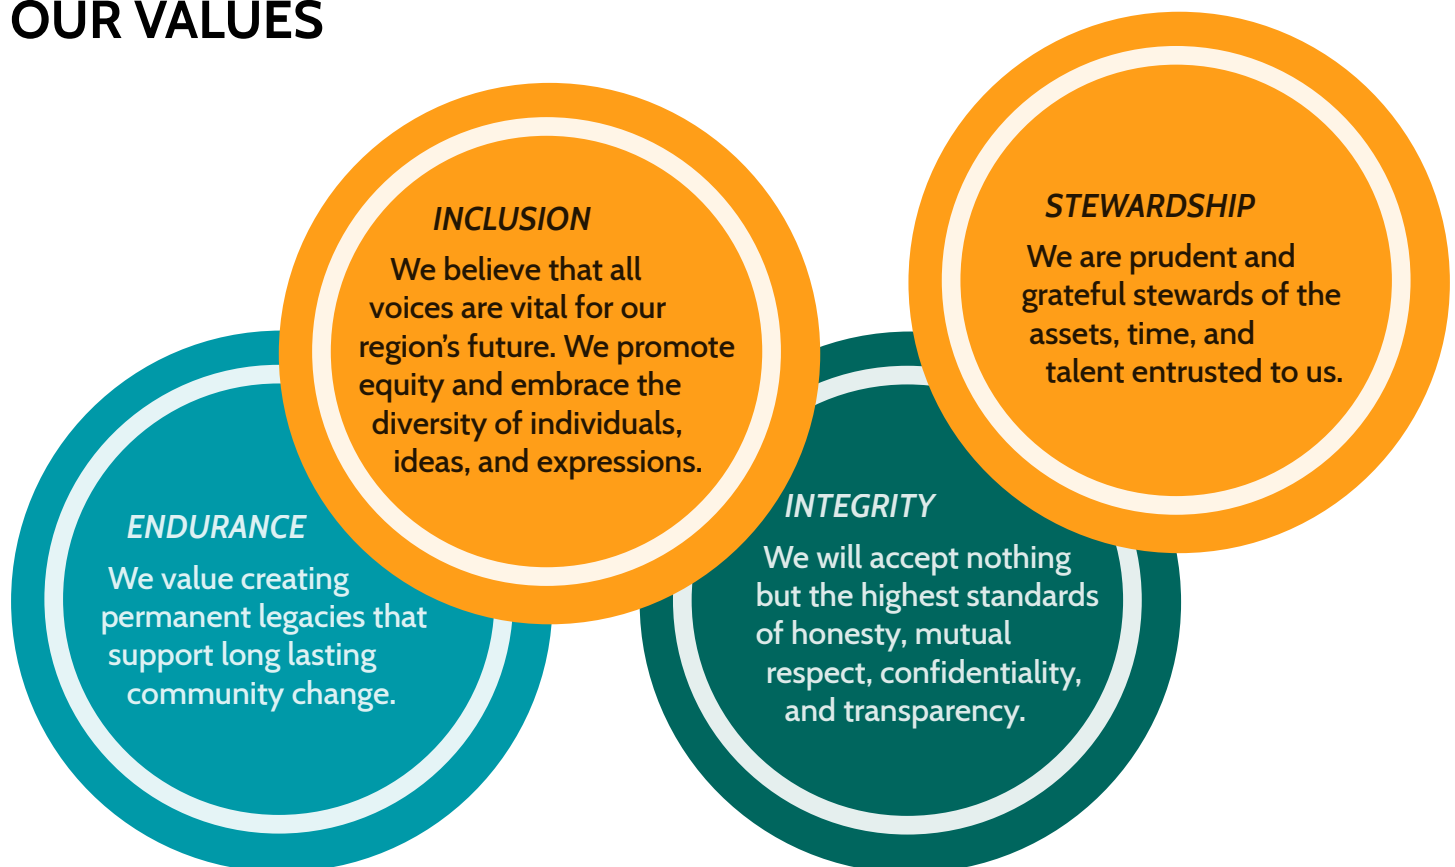 OUR VALUES
INCLUSION
We believe that all
voices are vital for our
region's future. We promote
equity and embrace the
diversity of individuals,
ideas, and expressions.
STEWARDSHIP
We are prudent and
grateful stewards of the
assets, time, and
talent entrusted to us.
ENDURANCE
We value creating
permanent legacies that
support long lasting
community change.
INTEGRITY
We will accept nothing
but the highest standards
of honesty, mutual
respect, confidentiality,
and transparency.